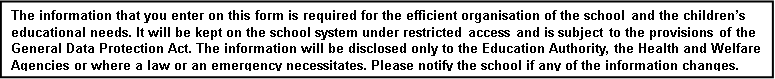 The information that you enter on this form is required for the efficient organisation of the school and the children's
educational needs. It will be kept on the school system under restricted access and is subject to the provisions of the
General Data Protection Act. The information will be disclosed only to the Education Authority, the Health and Welfare
Agencies or where a law or an emergency necessitates. Please notify the school if any of the information changes.